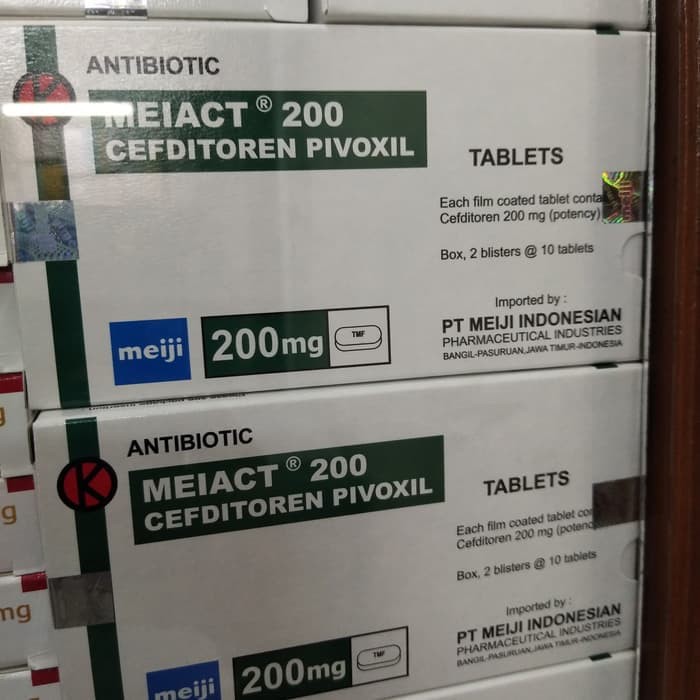 ANTIBIOTIC
K
MEIACT ® 200
CEFDITOREN PIVOXIL
TABLETS
Each film coated tablet
Cefditoren 200 mg (potency)
Box, 2 blisters @ 10 tablets
Imported by :
PT MEIJI INDONESIAN
PHARMACEUTICAL INDUSTRIES
BANGIL-PASURUAN,JAWA TIMUR-INDONESIA
meiji
200mg
TMF
ANTIBIOTIC
K
MEIACT ® 200
CEFDITOREN PIVOXIL
TABLETS
Each film coated tablet
Cefditoren 200 mg
Box, 2 blisters @ 10 tablets
Imported by :
PT MEIJI INDONESIAN
PHARMACEUTICAL INDUSTRIES
BANGIL-PASURUAN,JAWA TIMUR-INDONESIA
meiji
200mg
TMF
g
mg